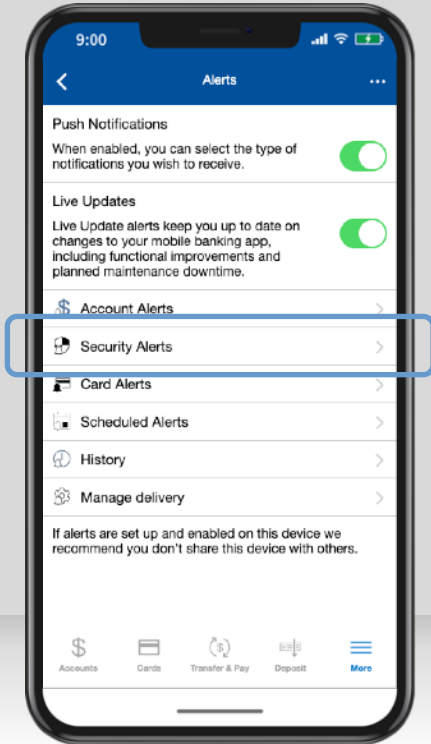 9:00
Alerts
Push Notifications
When enabled, you can select the type of
notifications you wish to receive.
Live Updates
Live Update alerts keep you up to date on
changes to your mobile banking app,
including functional improvements and
planned maintenance downtime.
Account Alerts
Security Alerts
Card Alerts
Scheduled Alerts
History
Manage delivery
If alerts are set up and enabled on this device we
recommend you don't share this device with others.
Accounts Cards Transfer & Pay Deposit More